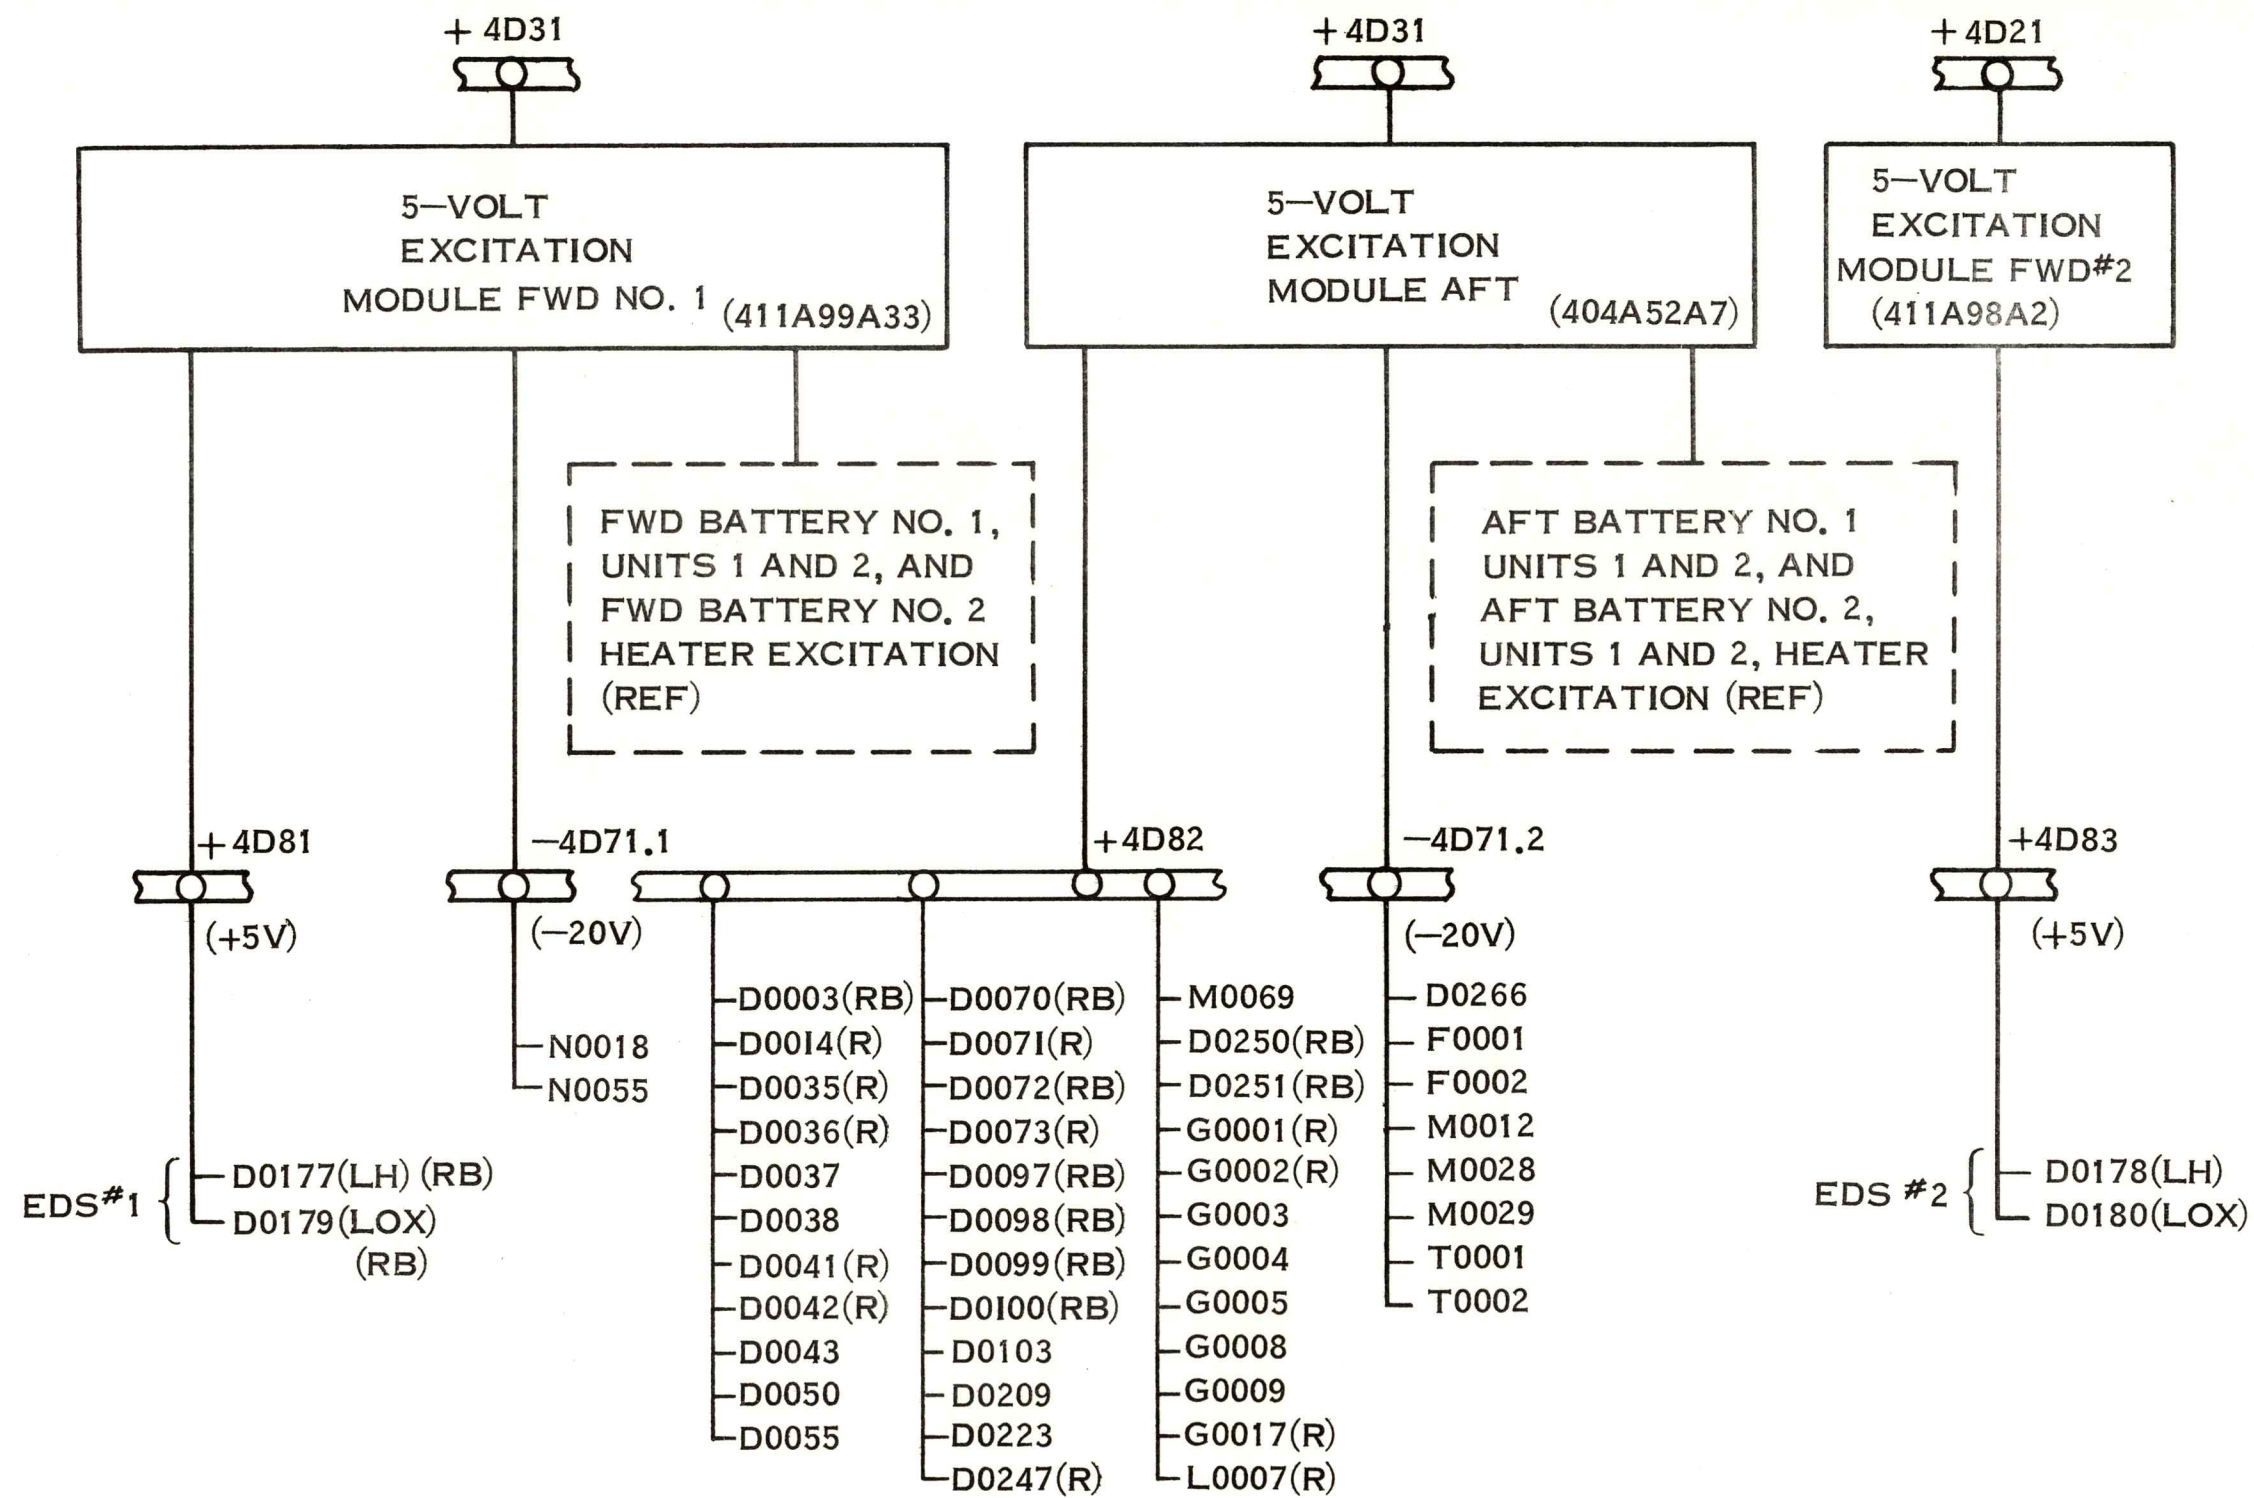 + 4D31
+4D31
+4D21
5–VOLT
EXCITATION
MODULE FWD NO. 1 (411A99A33)
5–VOLT
EXCITATION
MODULE AFT
(404A52A7)
5–VOLT
EXCITATION
MODULE FWD#2
(411A98A2)
FWD BATTERY NO. 1,
UNITS 1 AND 2, AND
FWD BATTERY NO. 2
HEATER EXCITATION
(REF)
AFT BATTERY NO. 1
UNITS 1 AND 2, AND
AFT BATTERY NO. 2,
UNITS 1 AND 2, HEATER
EXCITATION (REF)
+4D81
(+5V)
EDS#1
D0177(LH) (RB)
D0179(LOX)
(RB)
–4D71.1
(–20V)
N0018
N0055
+4D82
D0003(RB)
D0014(R)
D0035(R)
D0036(R)
D0037
D0038
D0041(R)
D0042(R)
D0043
D0050
D0055
D0070(RB)
D0071(R)
D0072(RB)
D0073(R)
D0097(RB)
D0098(RB)
D0099(RB)
D0100(RB)
D0103
D0209
D0223
D0247(R)
M0069
D0250(RB)
D0251(RB)
G0001(R)
G0002(R)
G0003
G0004
G0005
G0008
G0009
G0017(R)
L0007(R)
–4D71.2
(–20V)
D0266
F0001
F0002
M0012
M0028
M0029
T0001
T0002
+4D83
(+5V)
EDS #2
D0178(LH)
D0180(LOX)